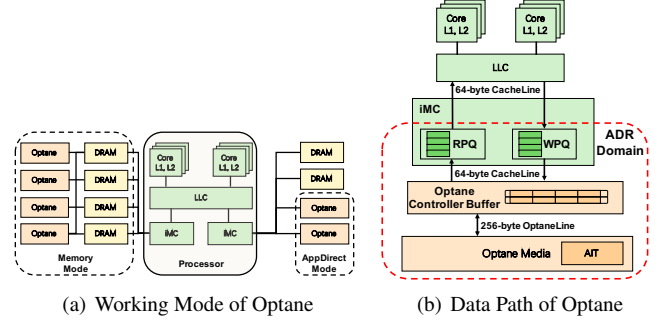 Optane
DRAM
Optane
DRAM
Optane
DRAM
Optane
DRAM
Memory
Mode
Core
L1, L2
Core
L1, L2
LLC
iMC
iMC
Processor
DRAM
DRAM
Optane
Optane
AppDirect
Mode
(a) Working Mode of Optane
Core
L1, L2
Core
L1, L2
LLC
64-byte CacheLine
iMC
RPQ
WPQ
ADR
Domain
64-byte CacheLine
Optane
Controller Buffer
256-byte OptaneLine
Optane Media
AIT
(b) Data Path of Optane